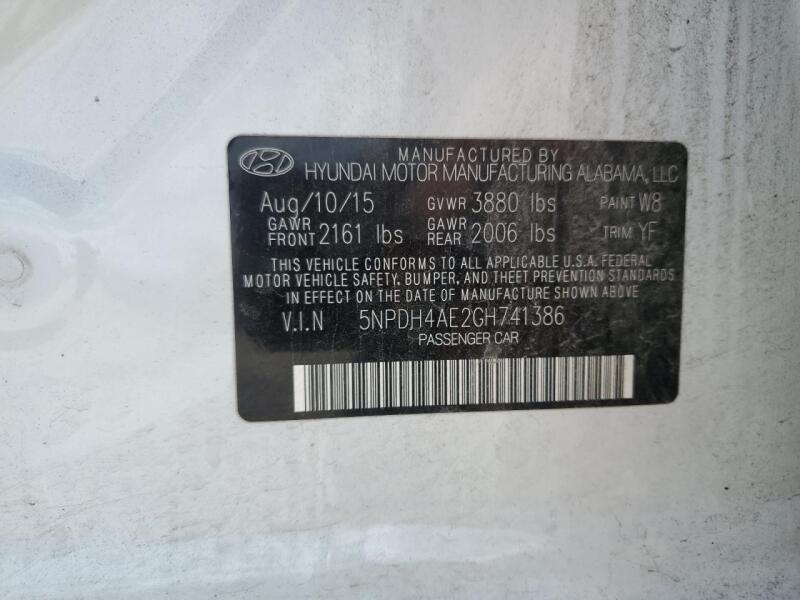 MANUFACTURED BY
HYUNDAI MOTOR MANUFACTURING ALABAMA, LLC
Aug/10/15 GVWR 3880 lbs PAINT W8
GAWR FRONT 2161 lbs GAWR REAR 2006 lbs TRIM YF
THIS VEHICLE CONFORMS TO ALL APPLICABLE U.S.A. FEDERAL
MOTOR VEHICLE SAFETY, BUMPER, AND THEFT PREVENTION STANDARDS
IN EFFECT ON THE DATE OF MANUFACTURE SHOWN ABOVE.
V.I.N 5NPDH4AE2GH741386
PASSENGER CAR